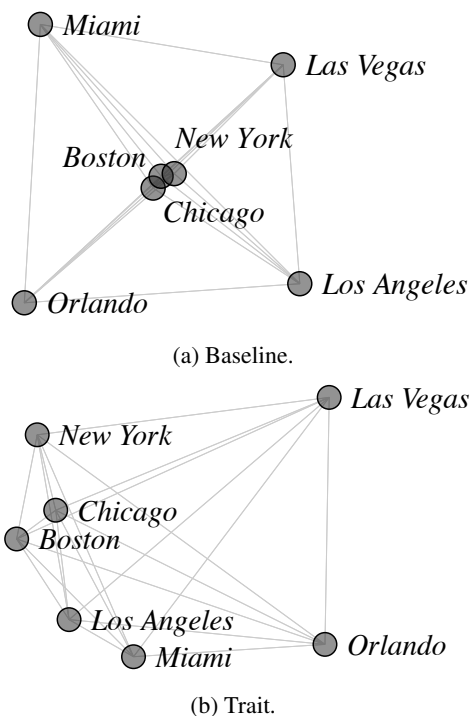 Miami
Las Vegas
New York
Boston
Chicago
Los Angeles
Orlando
(a) Baseline.
Las Vegas
New York
Chicago
Boston
Los Angeles
Orlando
Miami
(b) Trait.